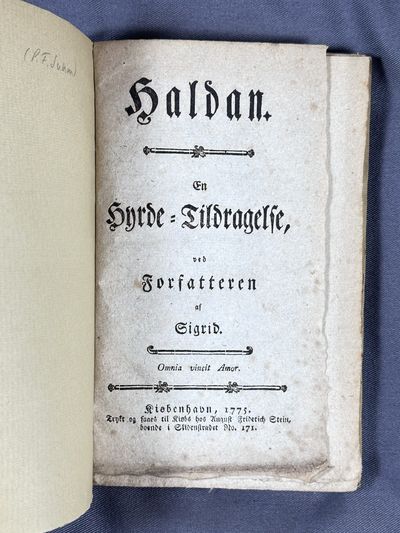 (P. F. Suhm)
Haldan.
En
Hyrde=Tildragelse,
ved
Forfatteren
af
Sigrid.
Omnia vincit Amor.
Kiøbenhavn, 1775.
Trykt og faaes til Kiøbs hos August Friderich Stein,
boende i Skidenstrædet No. 171.